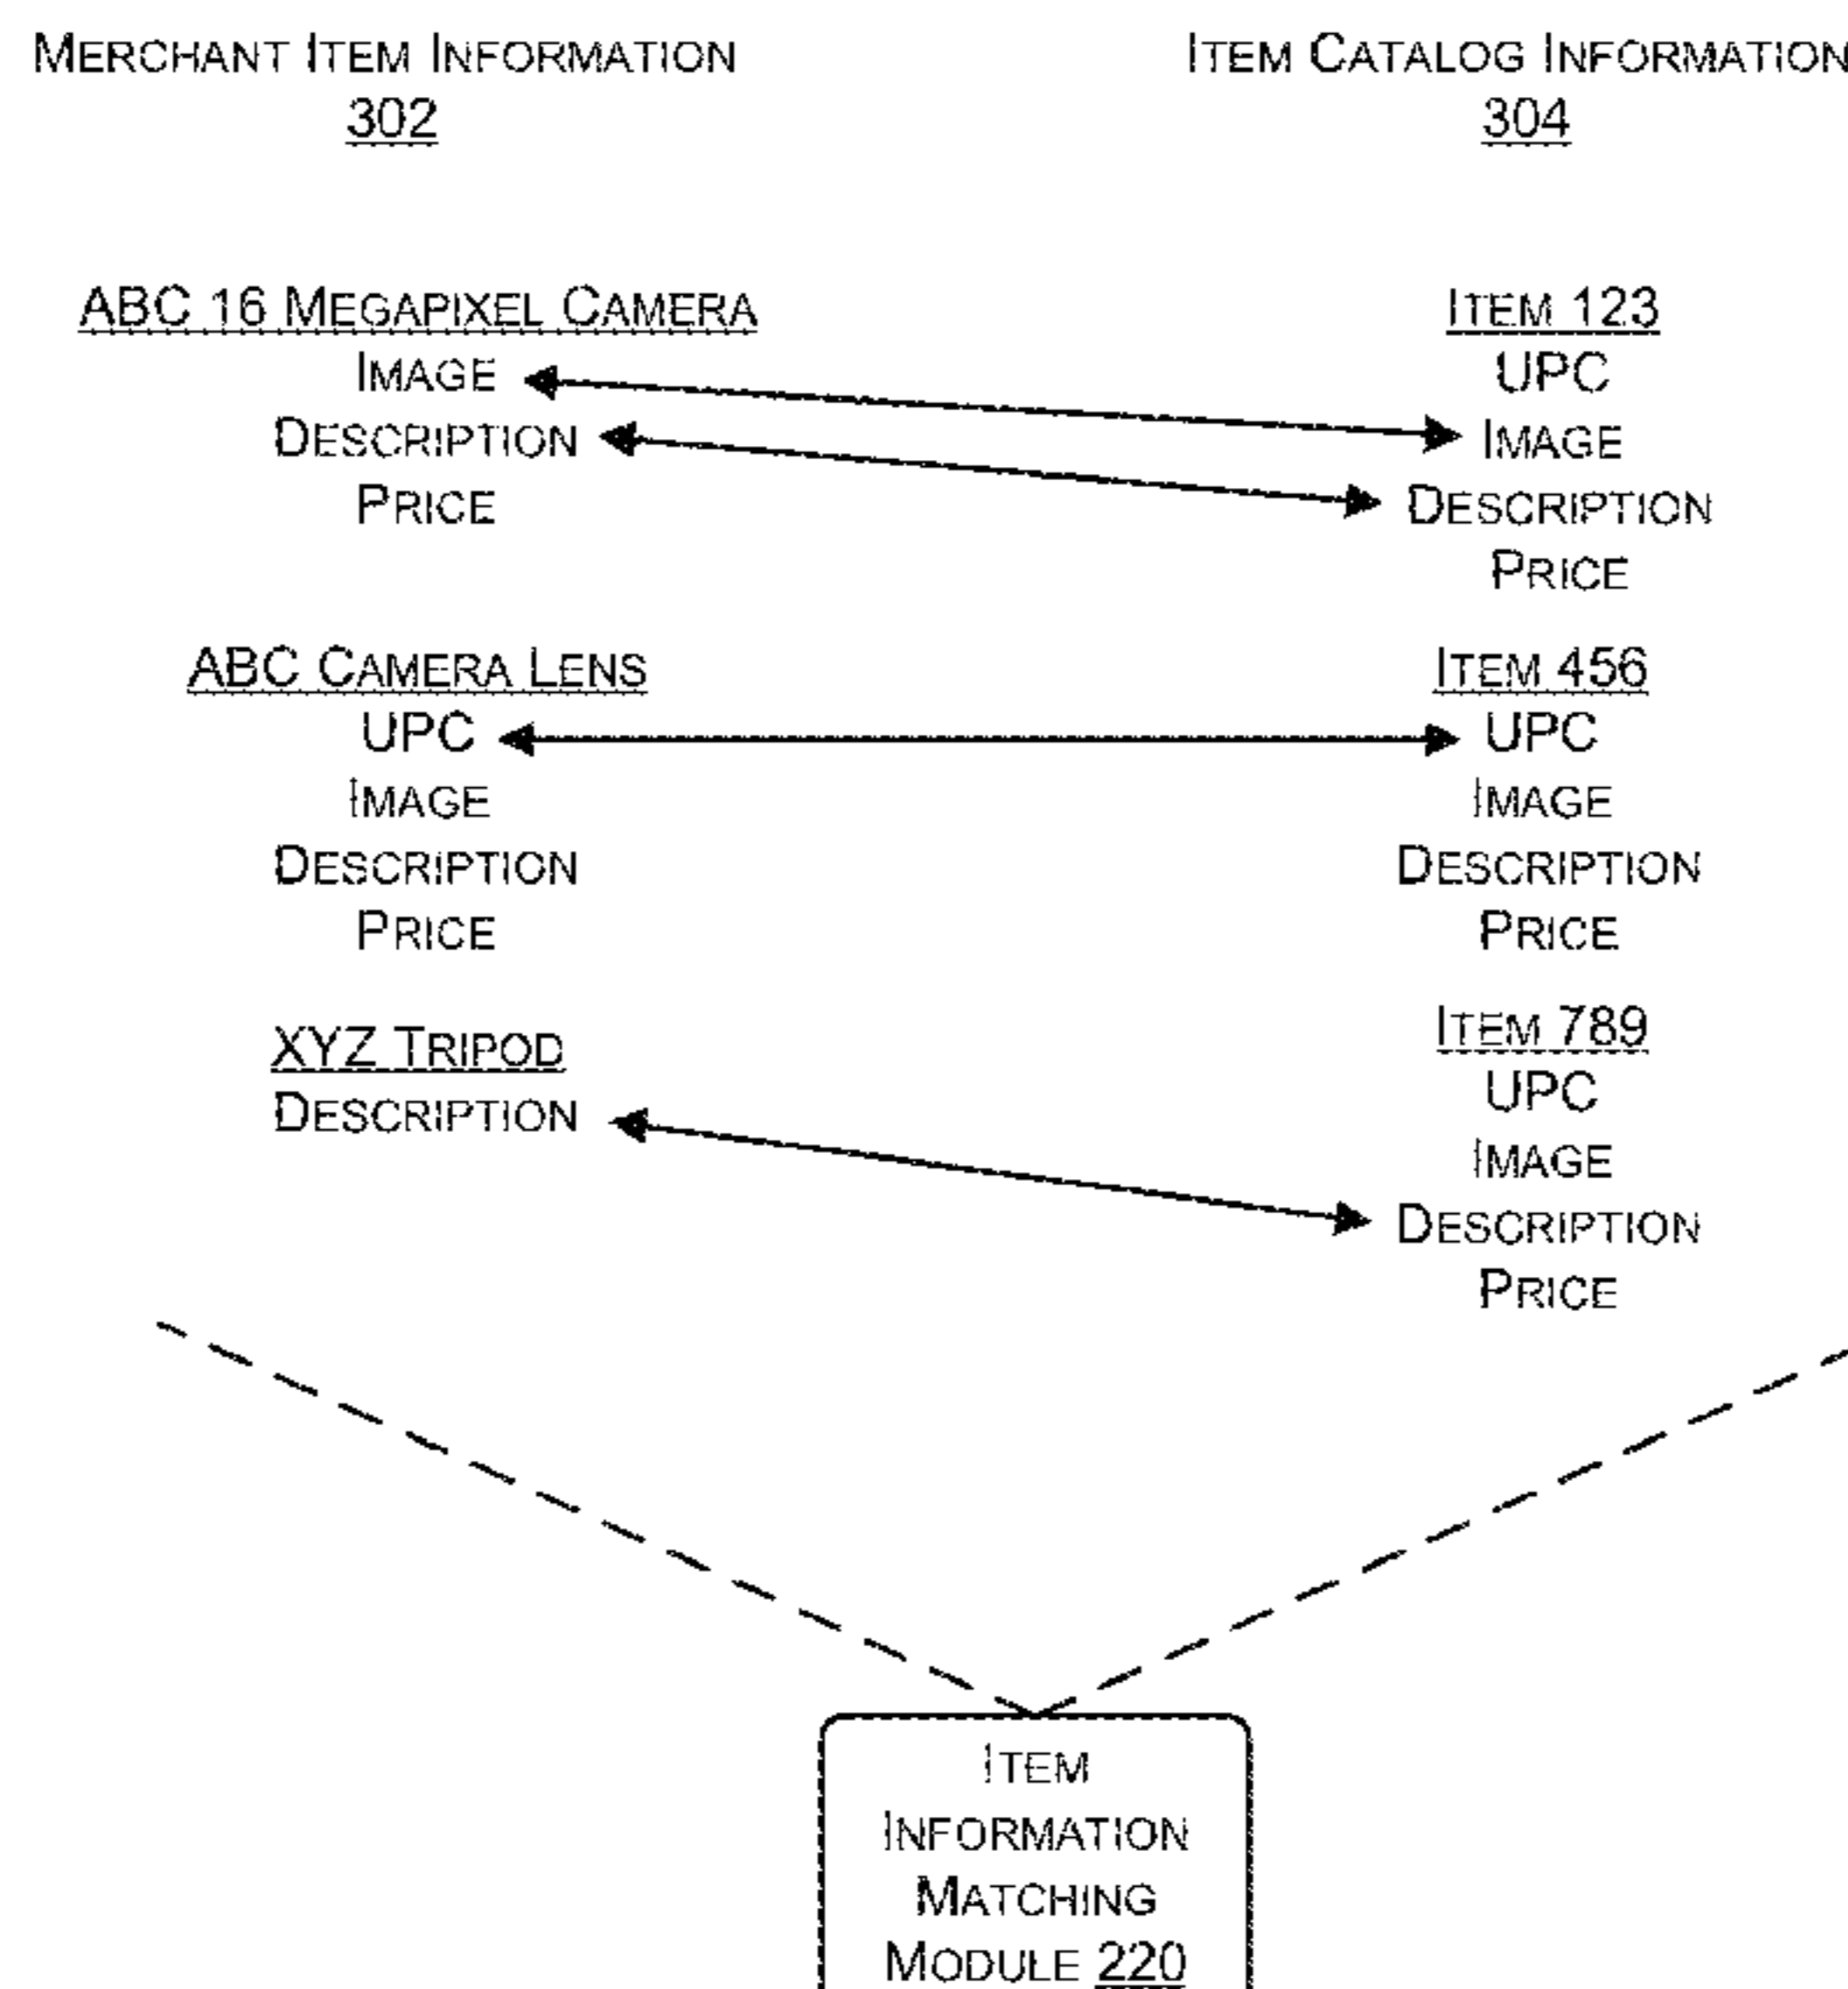 MERCHANT ITEM INFORMATION
302
ITEM CATALOG INFORMATION
304
ABC 16 MEGAPIXEL CAMERA
IMAGE
DESCRIPTION
PRICE
ITEM 123
UPC
IMAGE
DESCRIPTION
PRICE
ABC CAMERA LENS
UPC
IMAGE
DESCRIPTION
PRICE
ITEM 456
UPC
IMAGE
DESCRIPTION
PRICE
XYZ TRIPOD
DESCRIPTION
ITEM 789
UPC
IMAGE
DESCRIPTION
PRICE
ITEM
INFORMATION
MATCHING
MODULE 220